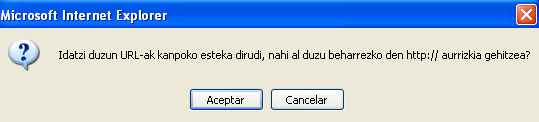 Microsoft Internet Explorer
Idatzi duzun URL-ak kanpoko esteka dirudi, nahi al duzu beharrezko den http:// aurrizkia gehitzea?
Aceptar Cancelar